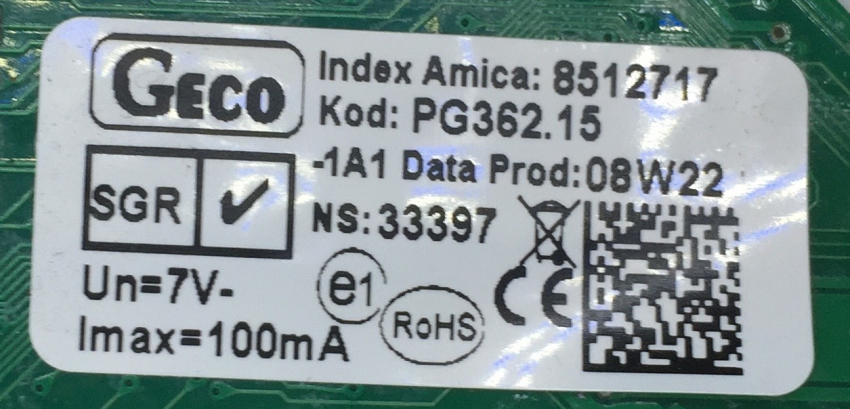 GECO
Index Amica: 8512717
Kod: PG362.15
-1A1 Data Prod:08W22
SGR ✓
NS:33397
Un=7V-
e1
CE
RoHS
Imax=100mA